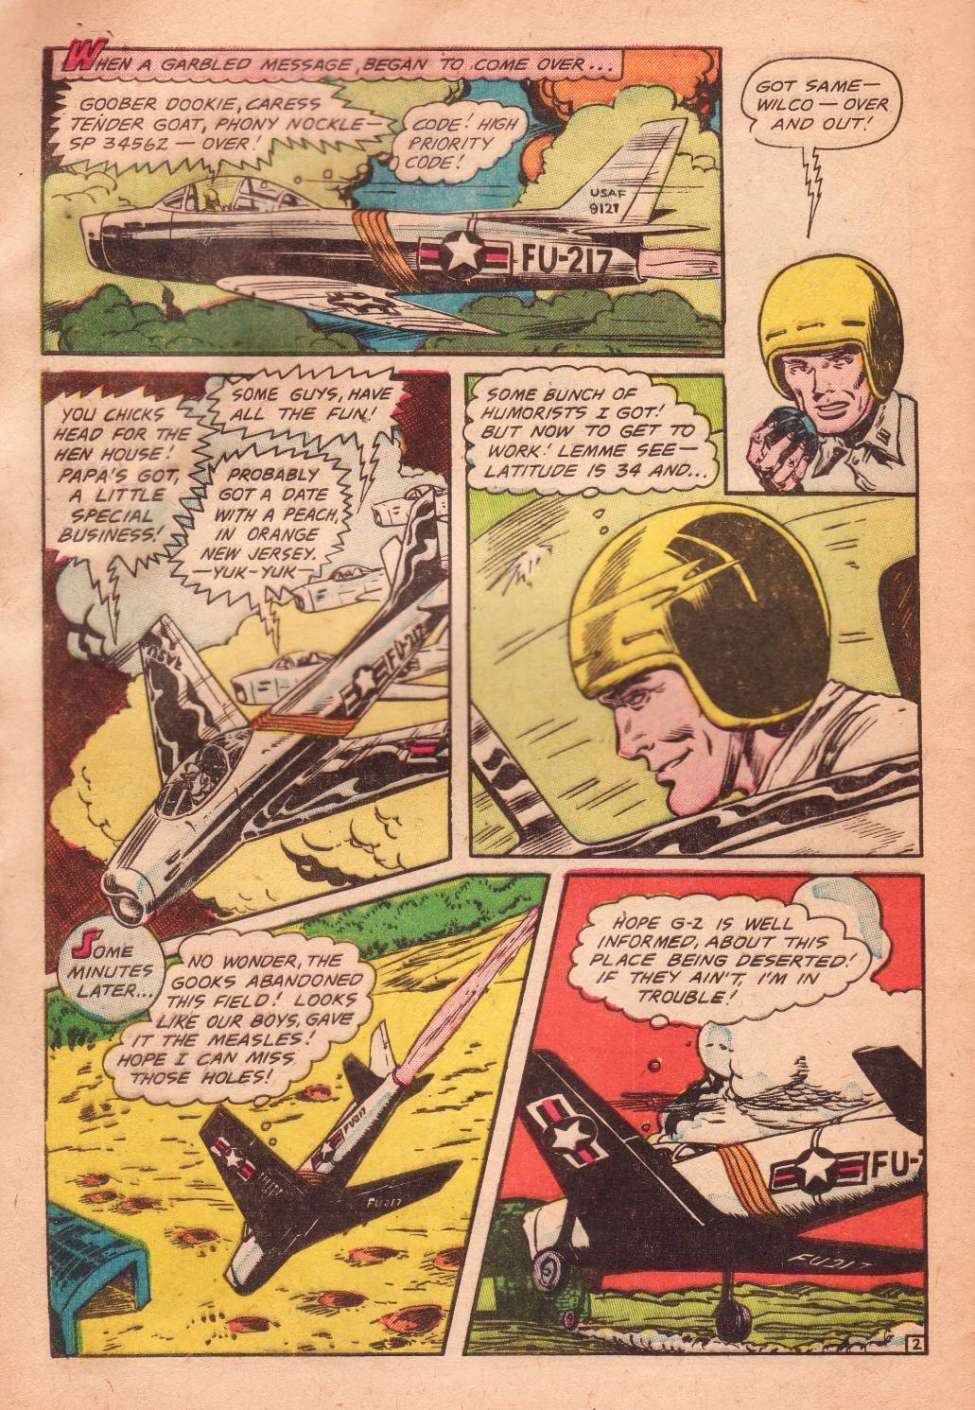 WHEN A GARBLED MESSAGE, BEGAN TO COME OVER...
GOOBER DOOKIE, CARESS
TENDER GOAT, PHONY NOCKLE—
SP 34562 — OVER!
CODE! HIGH
PRIORITY
CODE!
USAF
9121
FU-217
GOT SAME—
WILCO — OVER
AND OUT!
YOU CHICKS
HEAD FOR THE
HEN HOUSE!
PAPA'S GOT,
A LITTLE
SPECIAL
BUSINESS!
SOME GUYS, HAVE
ALL THE FUN!
PROBABLY
GOT A DATE
WITH A PEACH,
IN ORANGE
NEW JERSEY.
—YUK-YUK—
USAF
FU-217
SOME BUNCH OF
HUMORISTS I GOT!
BUT NOW TO GET TO
WORK! LEMME SEE—
LATITUDE IS 34 AND...
SOME
MINUTES
LATER...
NO WONDER, THE
GOOKS ABANDONED
THIS FIELD! LOOKS
LIKE OUR BOYS, GAVE
IT THE MEASLES!
HOPE I CAN MISS
THOSE HOLES!
FU217
FU217
HOPE G-2 IS WELL
INFORMED, ABOUT THIS
PLACE BEING DESERTED!
IF THEY AIN'T, I'M IN
TROUBLE!
FU-2
FU217
2